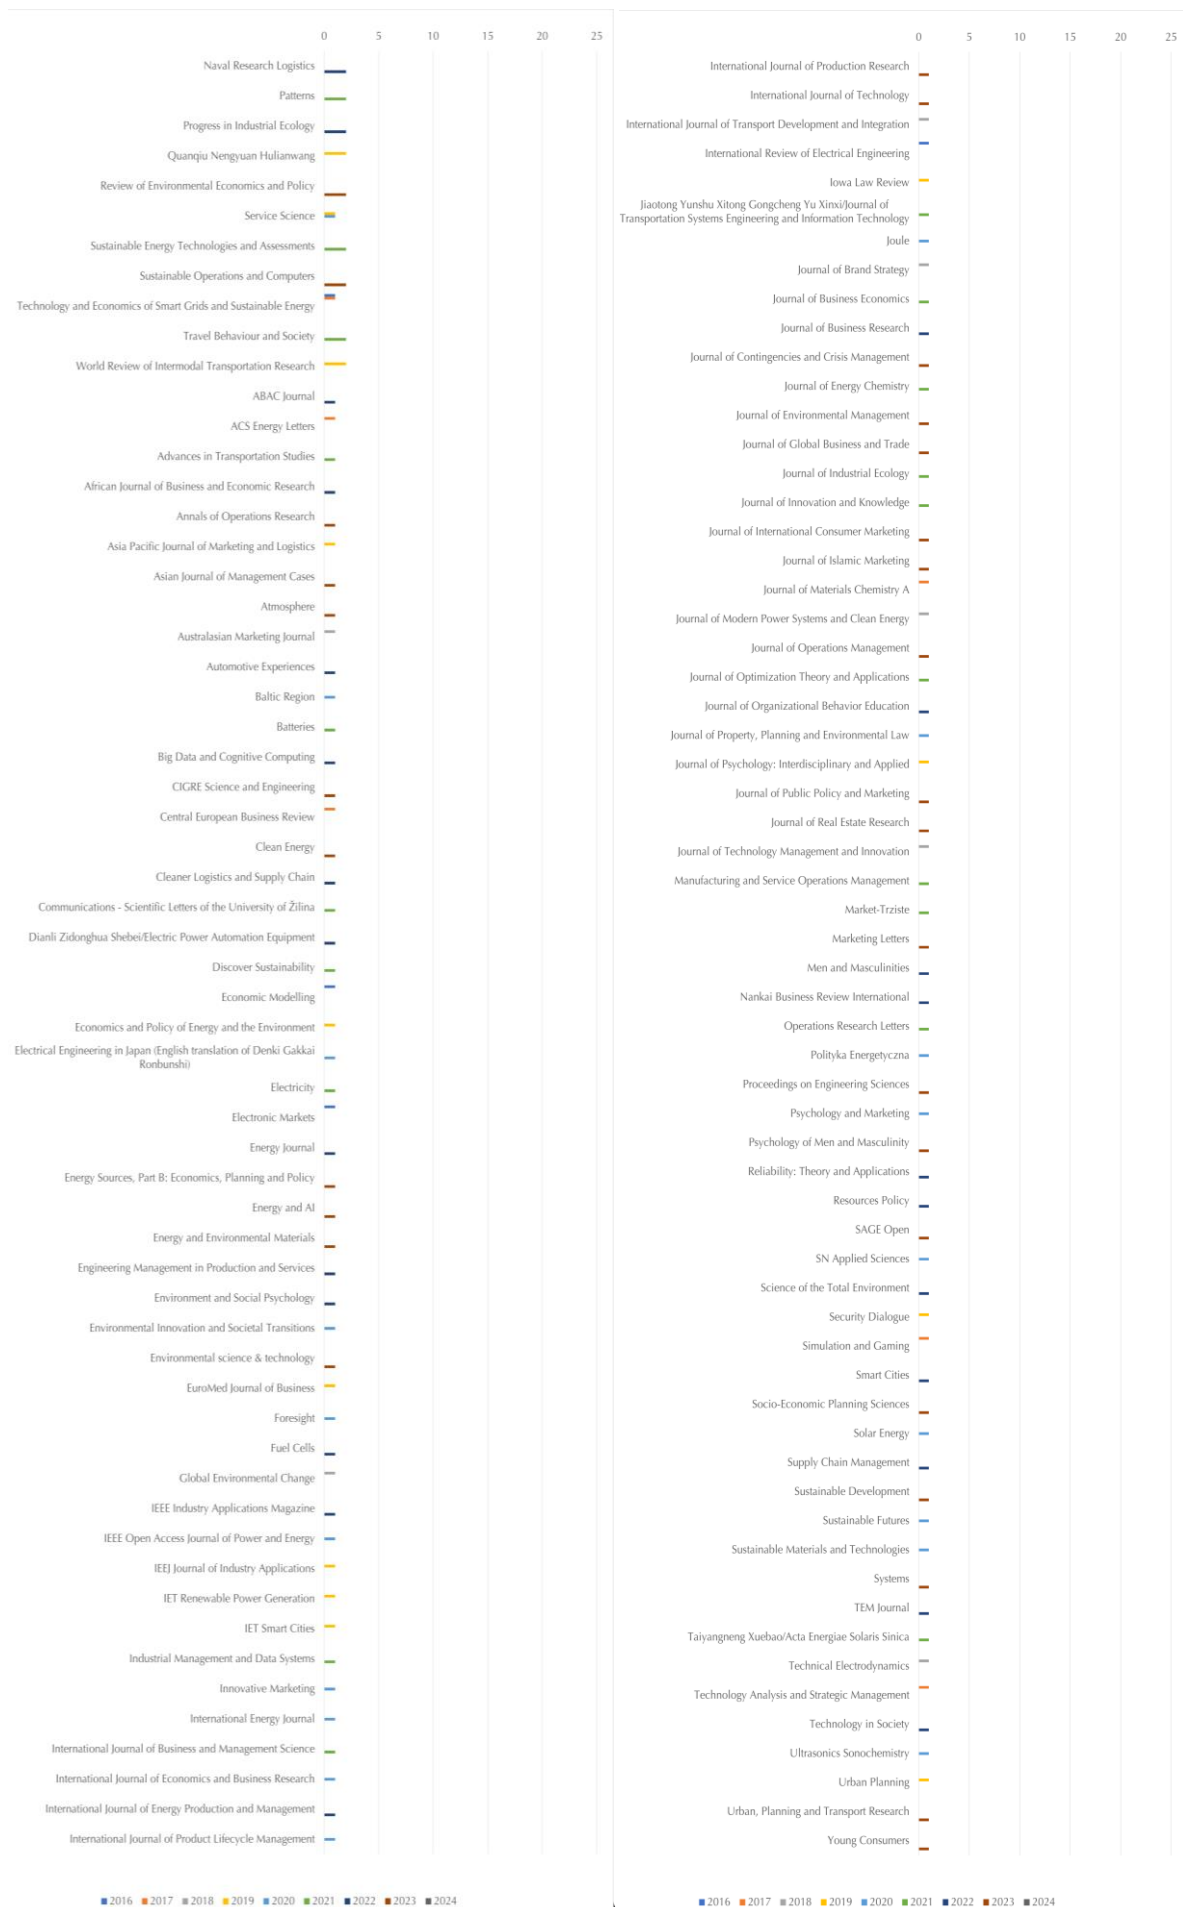 0 5 10 15 20 25
Naval Research Logistics
Patterns
Progress in Industrial Ecology
Quanqiu Nengyuan Hulianwang
Review of Environmental Economics and Policy
Service Science
Sustainable Energy Technologies and Assessments
Sustainable Operations and Computers
Technology and Economics of Smart Grids and Sustainable Energy
Travel Behaviour and Society
World Review of Intermodal Transportation Research
ABAC Journal
ACS Energy Letters
Advances in Transportation Studies
African Journal of Business and Economic Research
Annals of Operations Research
Asia Pacific Journal of Marketing and Logistics
Asian Journal of Management Cases
Atmosphere
Australasian Marketing Journal
Automotive Experiences
Baltic Region
Batteries
Big Data and Cognitive Computing
CIGRE Science and Engineering
Central European Business Review
Clean Energy
Cleaner Logistics and Supply Chain
Communications - Scientific Letters of the University of Žilina
Dianli Zidonghua Shebei/Electric Power Automation Equipment
Discover Sustainability
Economic Modelling
Economics and Policy of Energy and the Environment
Electrical Engineering in Japan (English translation of Denki Gakkai
Ronbunshi)
Electricity
Electronic Markets
Energy Journal
Energy Sources, Part B: Economics, Planning and Policy
Energy and AI
Energy and Environmental Materials
Engineering Management in Production and Services
Environment and Social Psychology
Environmental Innovation and Societal Transitions
Environmental science & technology
EuroMed Journal of Business
Foresight
Fuel Cells
Global Environmental Change
IEEE Industry Applications Magazine
IEEE Open Access Journal of Power and Energy
IEEJ Journal of Industry Applications
IET Renewable Power Generation
IET Smart Cities
Industrial Management and Data Systems
Innovative Marketing
International Energy Journal
International Journal of Business and Management Science
International Journal of Economics and Business Research
International Journal of Energy Production and Management
International Journal of Product Lifecycle Management
2016 2017 2018 2019 2020 2021 2022 2023 2024
0 5 10 15 20 25
International Journal of Production Research
International Journal of Technology
International Journal of Transport Development and Integration
International Review of Electrical Engineering
Iowa Law Review
Jiaotong Yunshu Xitong Gongcheng Yu Xinxi/Journal of
Transportation Systems Engineering and Information Technology
Joule
Journal of Brand Strategy
Journal of Business Economics
Journal of Business Research
Journal of Contingencies and Crisis Management
Journal of Energy Chemistry
Journal of Environmental Management
Journal of Global Business and Trade
Journal of Industrial Ecology
Journal of Innovation and Knowledge
Journal of International Consumer Marketing
Journal of Islamic Marketing
Journal of Materials Chemistry A
Journal of Modern Power Systems and Clean Energy
Journal of Operations Management
Journal of Optimization Theory and Applications
Journal of Organizational Behavior Education
Journal of Property, Planning and Environmental Law
Journal of Psychology: Interdisciplinary and Applied
Journal of Public Policy and Marketing
Journal of Real Estate Research
Journal of Technology Management and Innovation
Manufacturing and Service Operations Management
Market-Trziste
Marketing Letters
Men and Masculinities
Nankai Business Review International
Operations Research Letters
Polityka Energetyczna
Proceedings on Engineering Sciences
Psychology and Marketing
Psychology of Men and Masculinity
Reliability: Theory and Applications
Resources Policy
SAGE Open
SN Applied Sciences
Science of the Total Environment
Security Dialogue
Simulation and Gaming
Smart Cities
Socio-Economic Planning Sciences
Solar Energy
Supply Chain Management
Sustainable Development
Sustainable Futures
Sustainable Materials and Technologies
Systems
TEM Journal
Taiyangneng Xuebao/Acta Energiae Solaris Sinica
Technical Electrodynamics
Technology Analysis and Strategic Management
Technology in Society
Ultrasonics Sonochemistry
Urban Planning
Urban, Planning and Transport Research
Young Consumers
2016 2017 2018 2019 2020 2021 2022 2023 2024